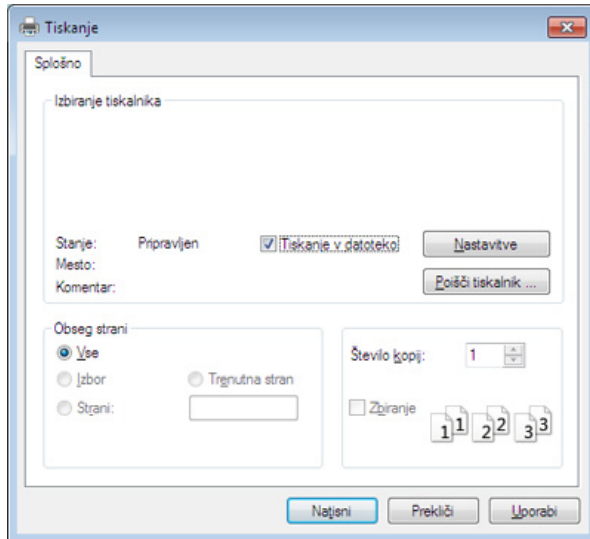 Tiskanje
Splošno
Izbiranje tiskalnika
Stanje: Pripravljen
Tiskanje v datoteko
Nastavitve
Mesto:
Komentar:
Poišči tiskalnik ...
Obseg strani
Vse
Izbor
Trenutna stran
Strani:
Število kopij: 1
Zbiranje
1 1 2 2 3 3
Natisni
Prekliči
Uporabi